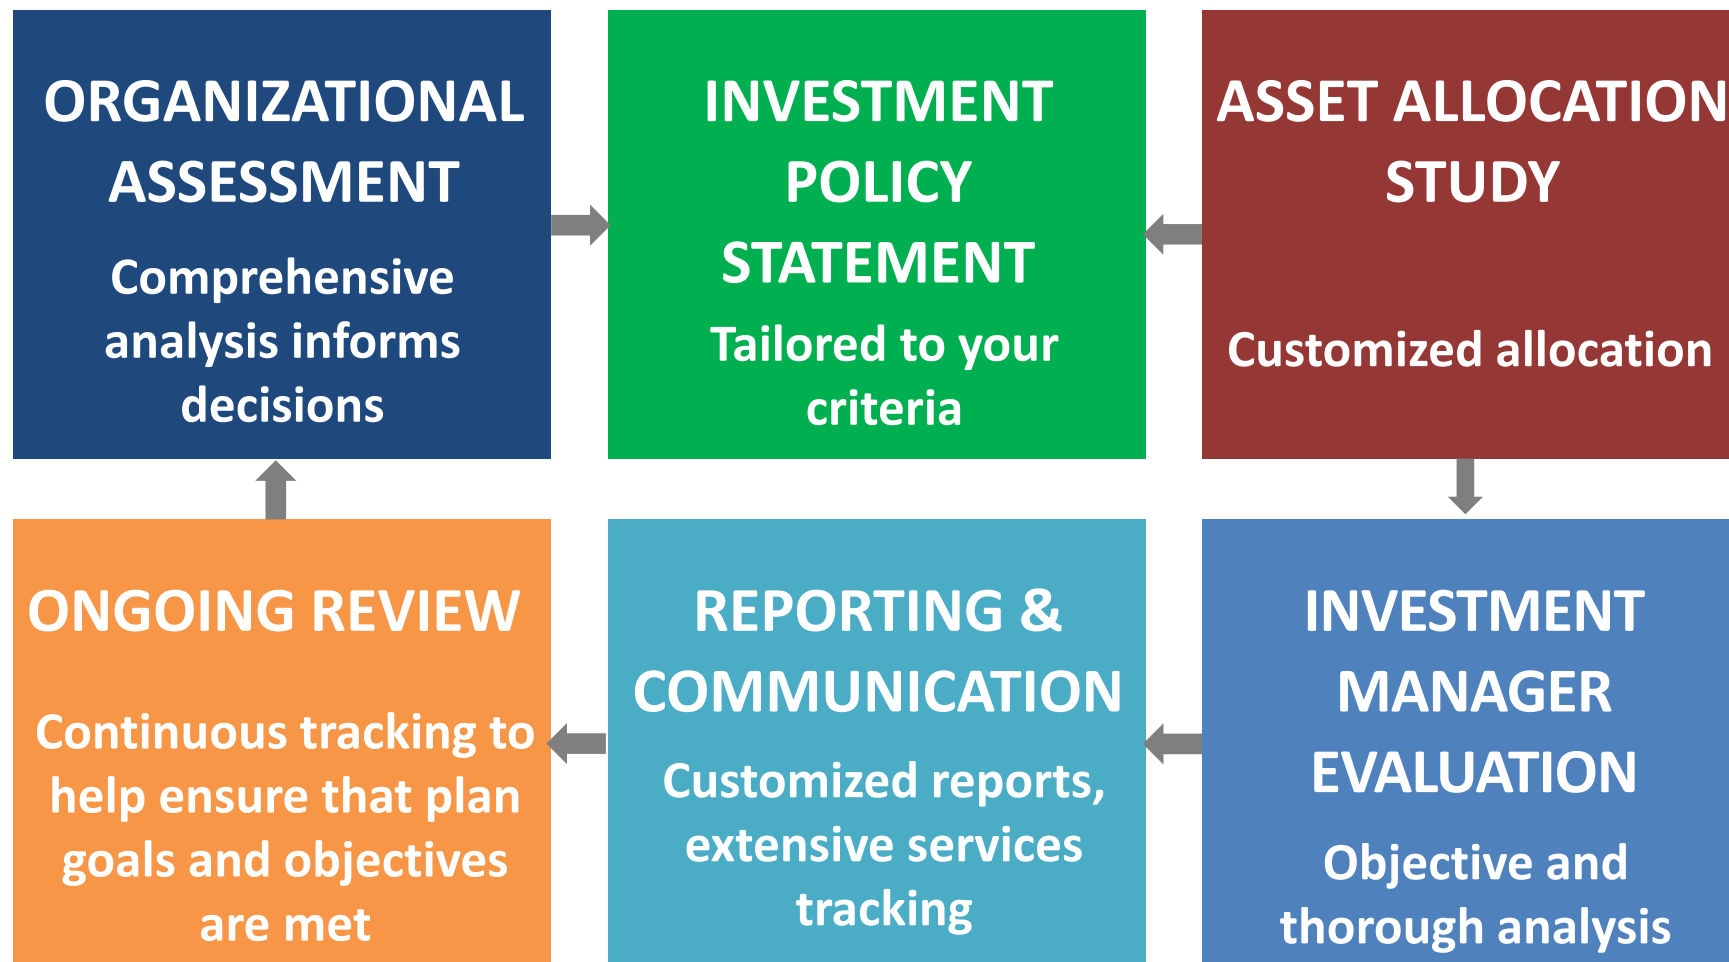 ORGANIZATIONAL
ASSESSMENT
Comprehensive
analysis informs
decisions
INVESTMENT
POLICY
STATEMENT
Tailored to your
criteria
ASSET ALLOCATION
STUDY
Customized allocation
ONGOING REVIEW
Continuous tracking to
help ensure that plan
goals and objectives
are met
REPORTING &
COMMUNICATION
Customized reports,
extensive services
tracking
INVESTMENT
MANAGER
EVALUATION
Objective and
thorough analysis